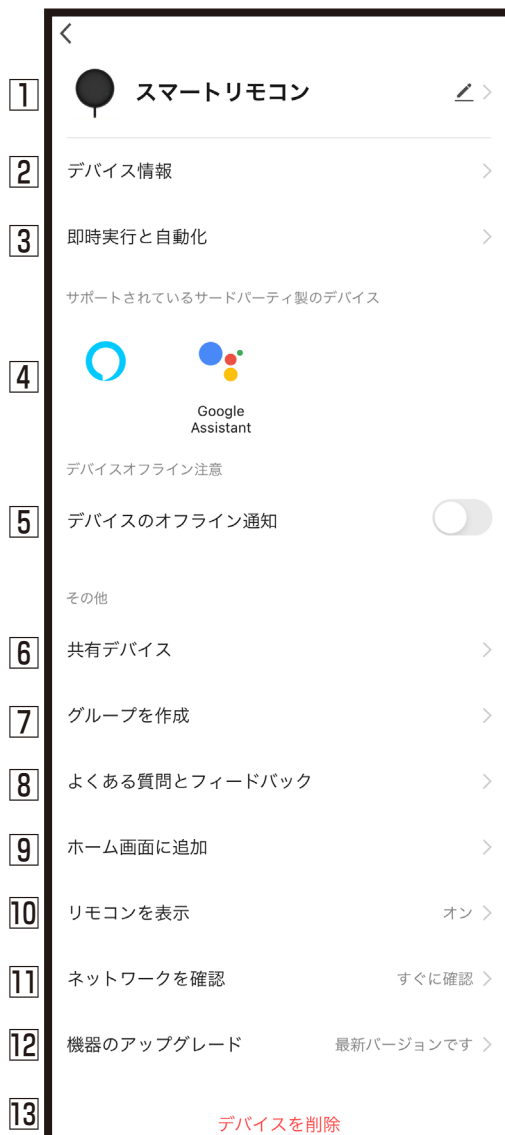 1 スマートリモコン
2 デバイス情報
3 即時実行と自動化
サポートされているサードパーティ製のデバイス
4
Google
Assistant
デバイスオフライン注意
5 デバイスのオフライン通知
その他
6 共有デバイス
7 グループを作成
8 よくある質問とフィードバック
9 ホーム画面に追加
10 リモコンを表示 オン
11 ネットワークを確認 すぐに確認
12 機器のアップグレード 最新バージョンです
13 デバイスを削除